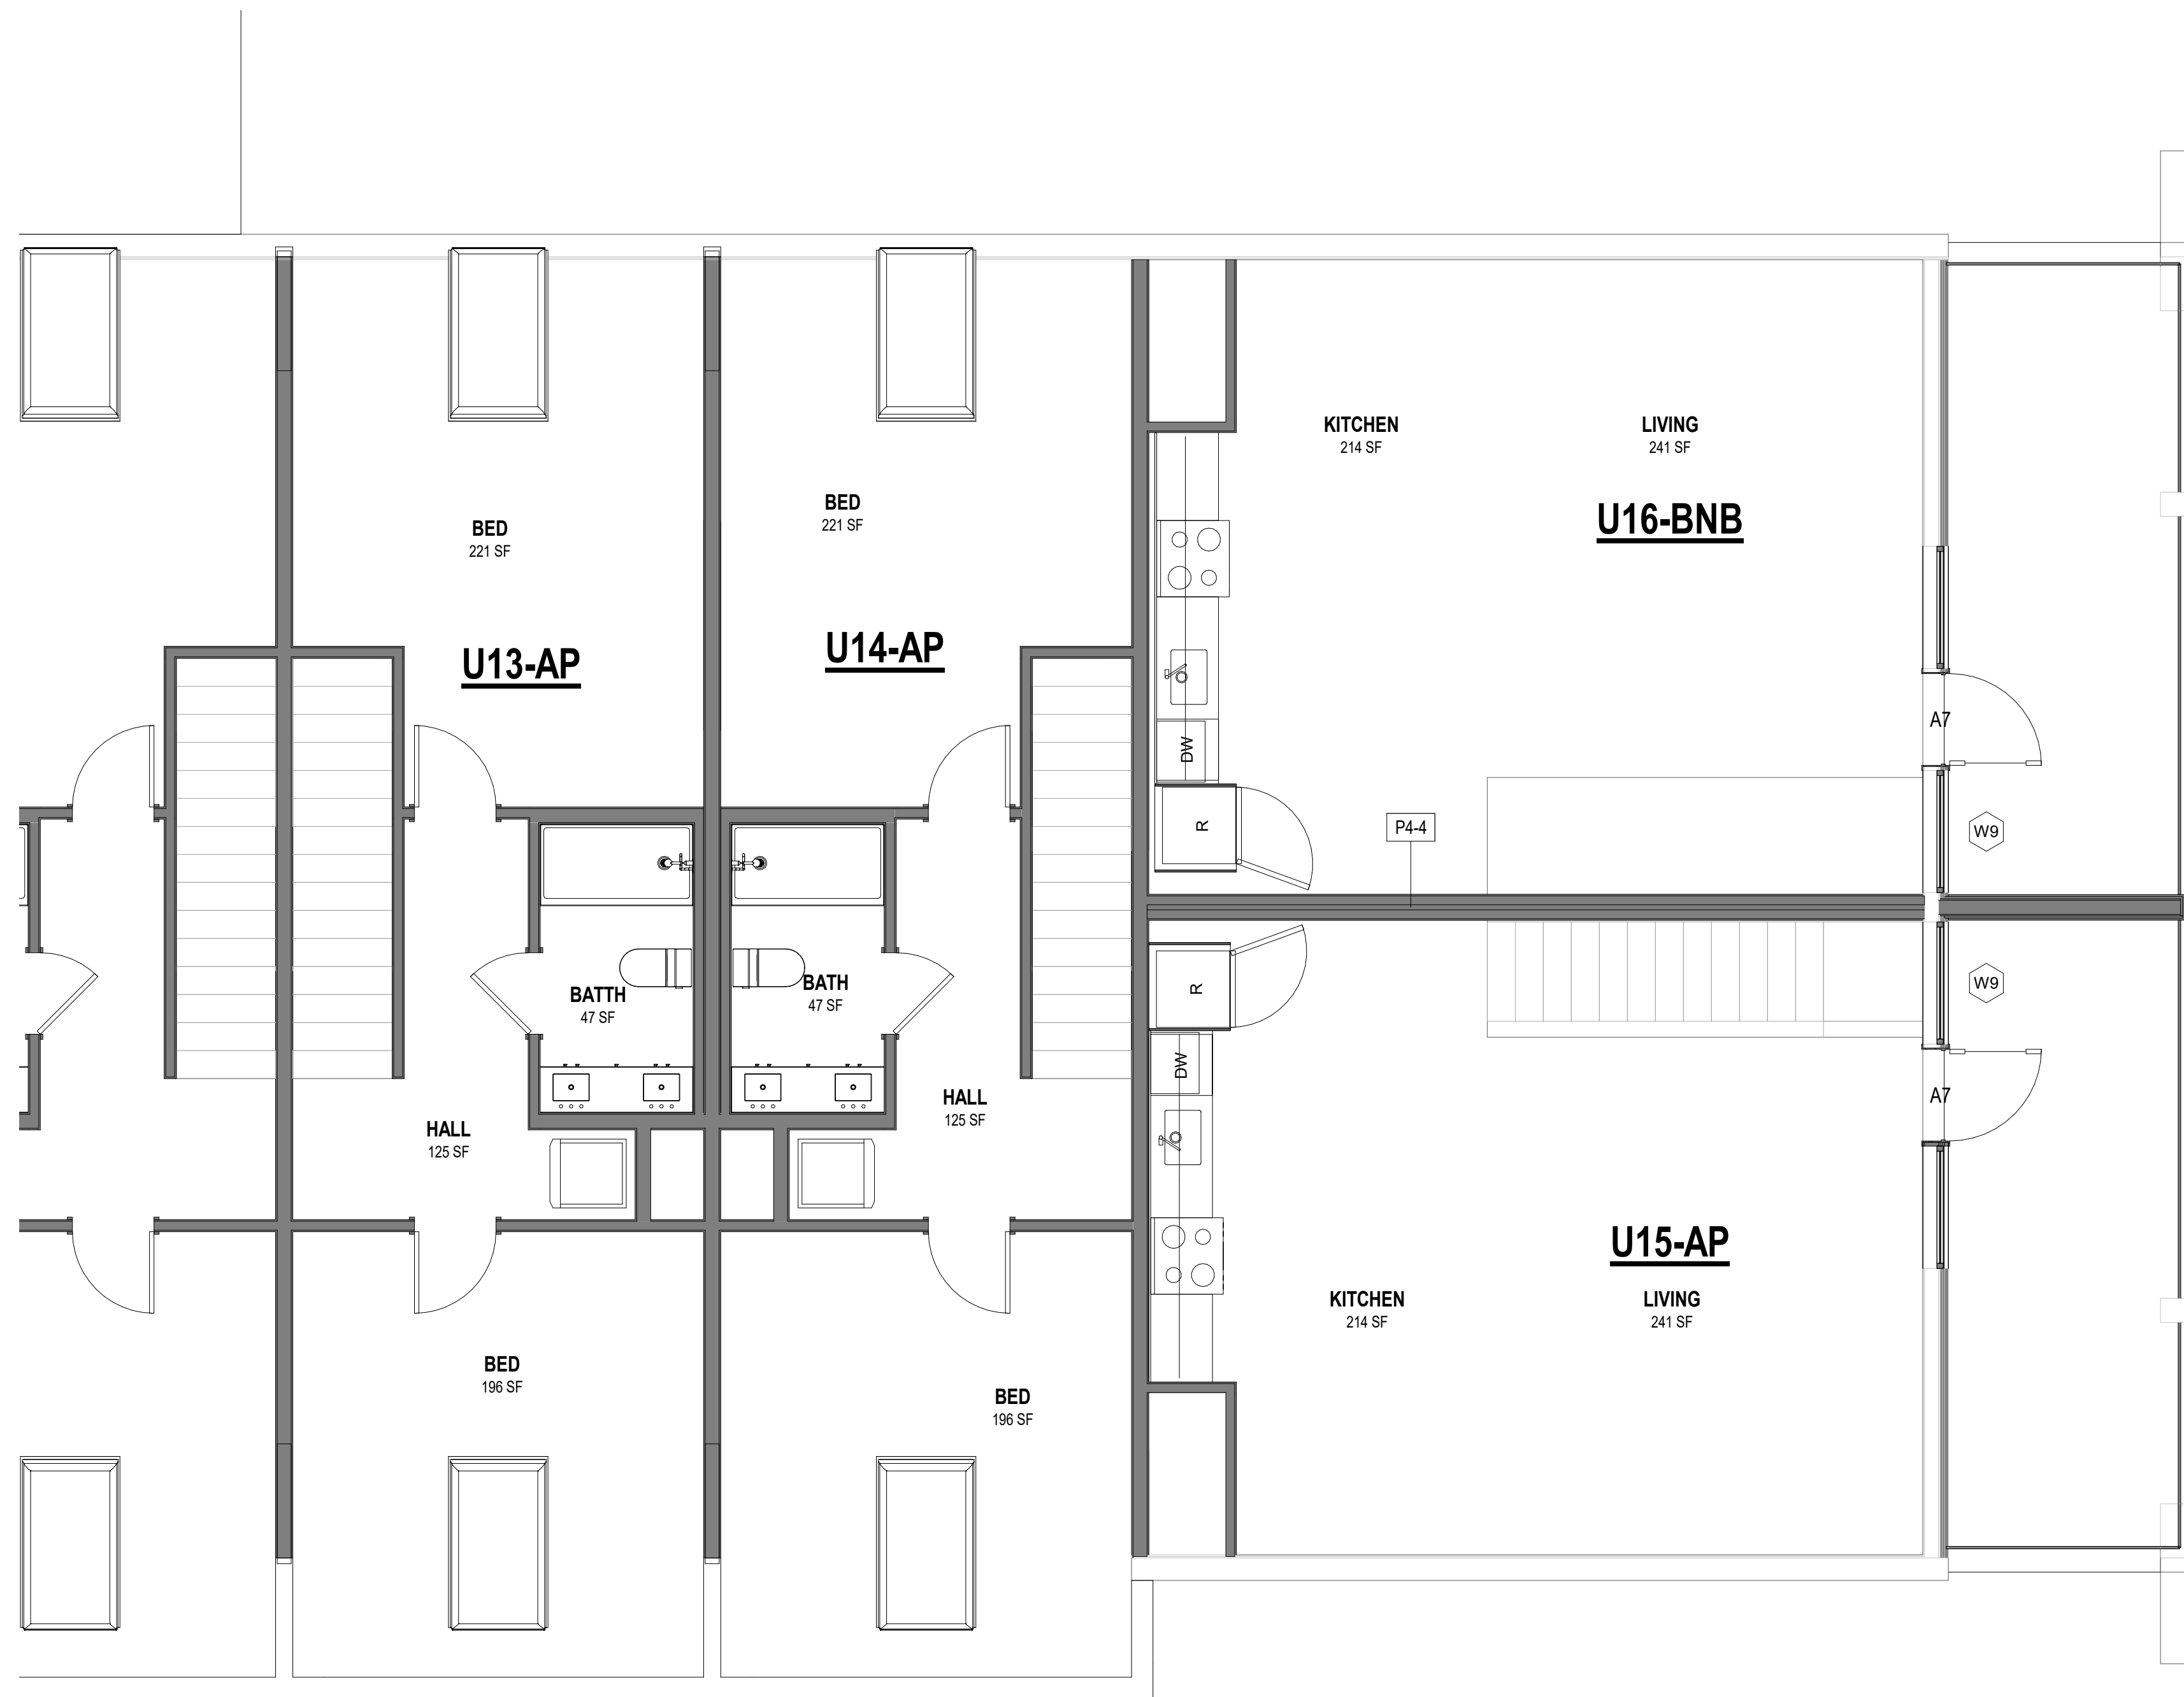 KITCHEN
214 SF
LIVING
241 SF
BED
221 SF
U16-BNB
BED
221 SF
U14-AP
U13-AP
A7
DW
R
P4-4
W9
BATTH
47 SF
BATH
47 SF
R
W9
DW
A7
HALL
125 SF
HALL
125 SF
U15-AP
KITCHEN
214 SF
LIVING
241 SF
BED
196 SF
BED
196 SF